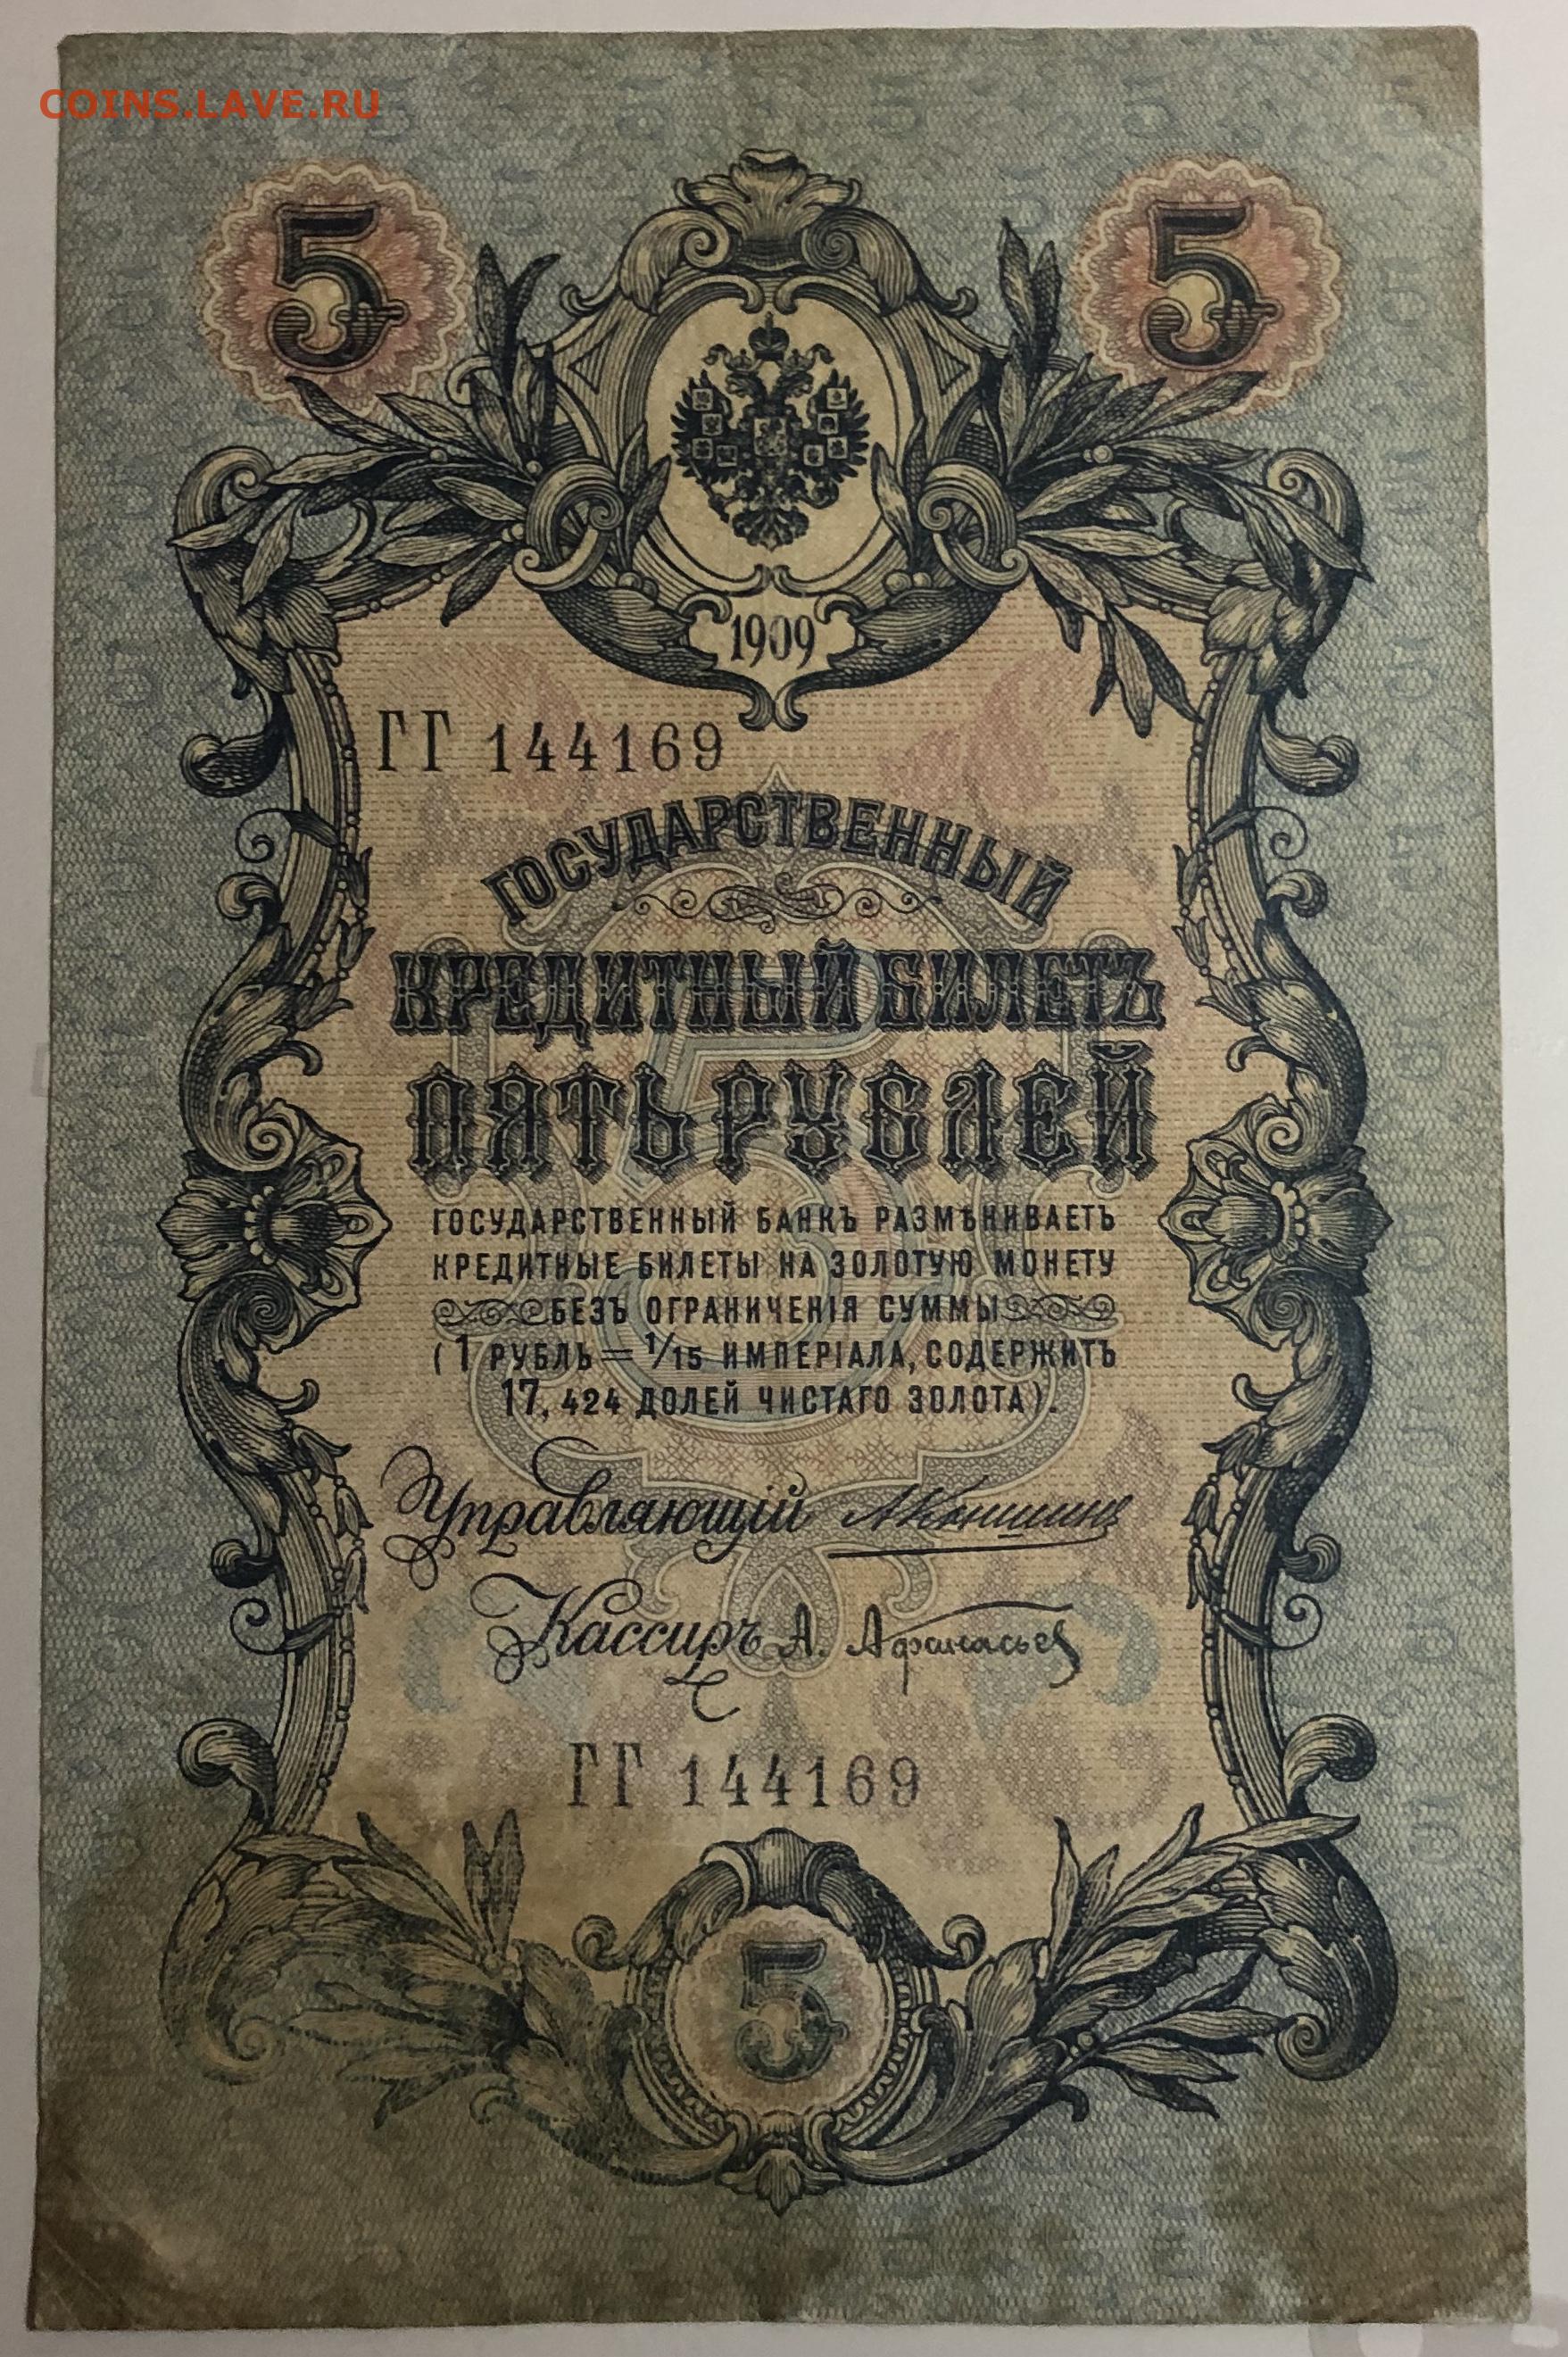 COINS.LAVE.RU
5 5
1909
ГГ 144169
ГОСУДАРСТВЕННЫЙ
КРЕДИТНЫЙ БИЛЕТЪ
ПЯТЬ РУБЛЕЙ
ГОСУДАРСТВЕННЫЙ БАНКЪ РАЗМѢНИВАЕТЪ
КРЕДИТНЫЕ БИЛЕТЫ НА ЗОЛОТУЮ МОНЕТУ
БЕЗЪ ОГРАНИЧЕНІЯ СУММЫ
(1 РУБЛЬ = 1/15 ИМПЕРІАЛА, СОДЕРЖИТЪ
17, 424 ДОЛЕЙ ЧИСТАГО ЗОЛОТА).
Управляющій АКоншинъ
Кассиръ А. Афанасьев
ГГ 144169
5